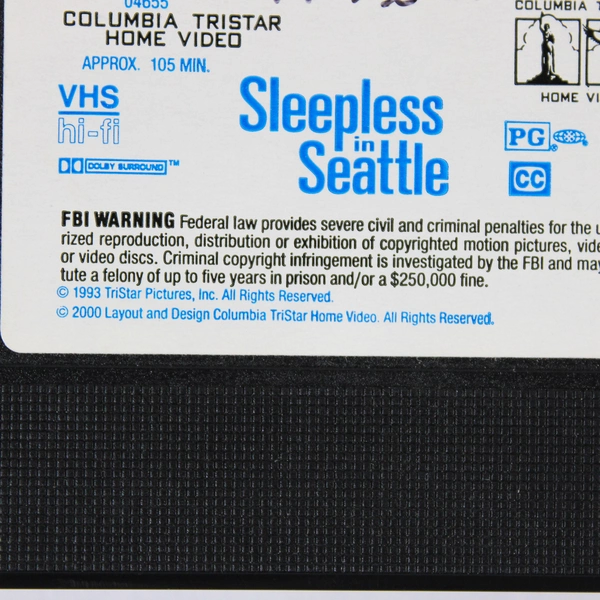 04655
COLUMBIA TRISTAR
HOME VIDEO
APPROX. 105 MIN.
VHS
hi-fi
DOLBY SURROUND™
Sleepless
in
Seattle
COLUMBIA T
HOME VI
PG ®
CC
FBI WARNING Federal law provides severe civil and criminal penalties for the u
rized reproduction, distribution or exhibition of copyrighted motion pictures, vide
or video discs. Criminal copyright infringement is investigated by the FBI and may
tute a felony of up to five years in prison and/or a $250,000 fine.
© 1993 TriStar Pictures, Inc. All Rights Reserved.
© 2000 Layout and Design Columbia TriStar Home Video. All Rights Reserved.